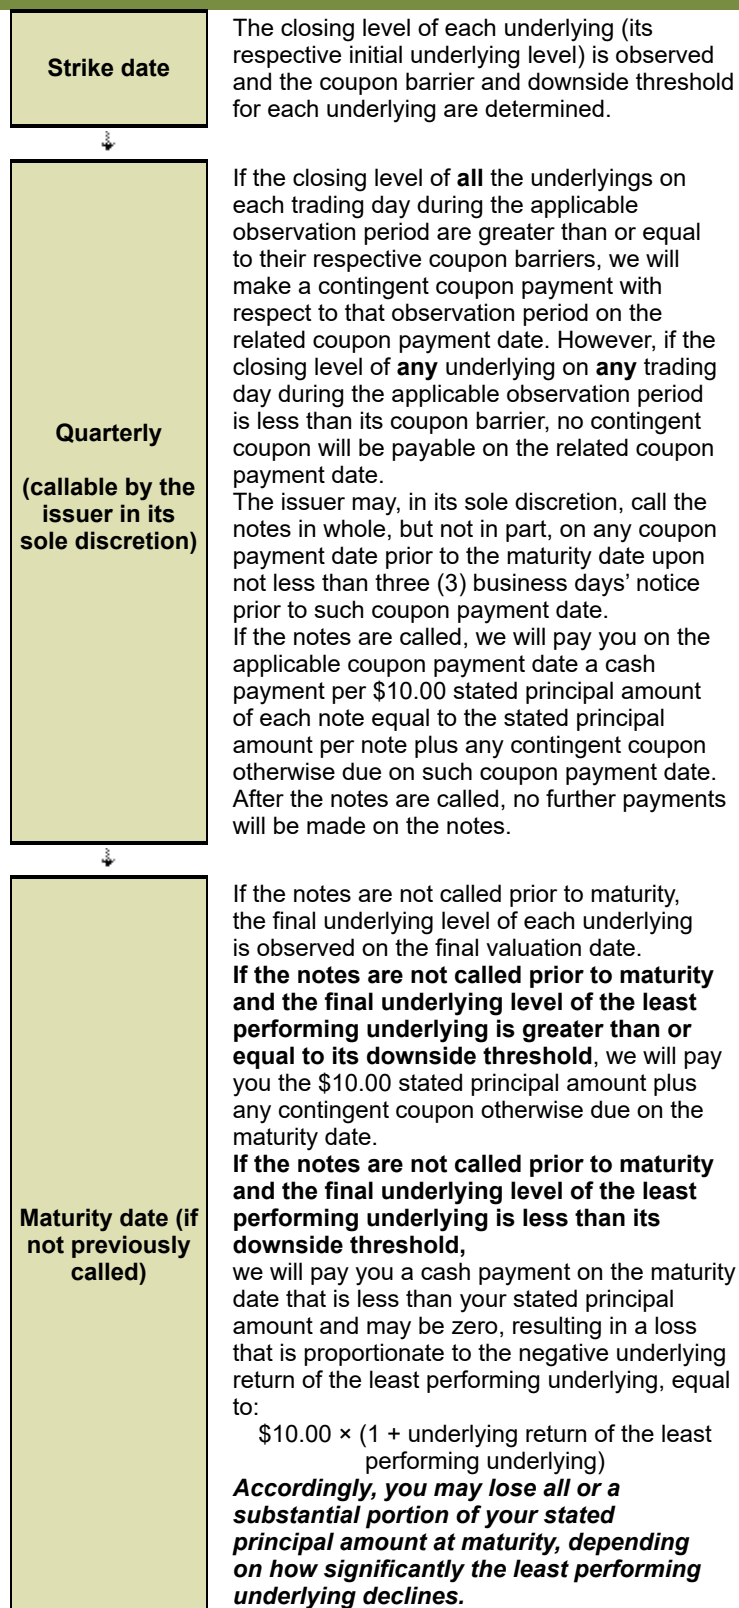 Strike date
The closing level of each underlying (its
respective initial underlying level) is observed
and the coupon barrier and downside threshold
for each underlying are determined.
Quarterly
(callable by the
issuer in its
sole discretion)
If the closing level of all the underlyings on
each trading day during the applicable
observation period are greater than or equal
to their respective coupon barriers, we will
make a contingent coupon payment with
respect to that observation period on the
related coupon payment date. However, if the
closing level of any underlying on any trading
day during the applicable observation period
is less than its coupon barrier, no contingent
coupon will be payable on the related coupon
payment date.
The issuer may, in its sole discretion, call the
notes in whole, but not in part, on any coupon
payment date prior to the maturity date upon
not less than three (3) business days’ notice
prior to such coupon payment date.
If the notes are called, we will pay you on the
applicable coupon payment date a cash
payment per $10.00 stated principal amount
of each note equal to the stated principal
amount per note plus any contingent coupon
otherwise due on such coupon payment date.
After the notes are called, no further payments
will be made on the notes.
Maturity date (if
not previously
called)
If the notes are not called prior to maturity,
the final underlying level of each underlying
is observed on the final valuation date.
If the notes are not called prior to maturity
and the final underlying level of the least
performing underlying is greater than or
equal to its downside threshold, we will pay
you the $10.00 stated principal amount plus
any contingent coupon otherwise due on the
maturity date.
If the notes are not called prior to maturity
and the final underlying level of the least
performing underlying is less than its
downside threshold,
we will pay you a cash payment on the maturity
date that is less than your stated principal
amount and may be zero, resulting in a loss
that is proportionate to the negative underlying
return of the least performing underlying, equal
to:
$10.00 × (1 + underlying return of the least
performing underlying)
Accordingly, you may lose all or a
substantial portion of your stated
principal amount at maturity, depending
on how significantly the least performing
underlying declines.